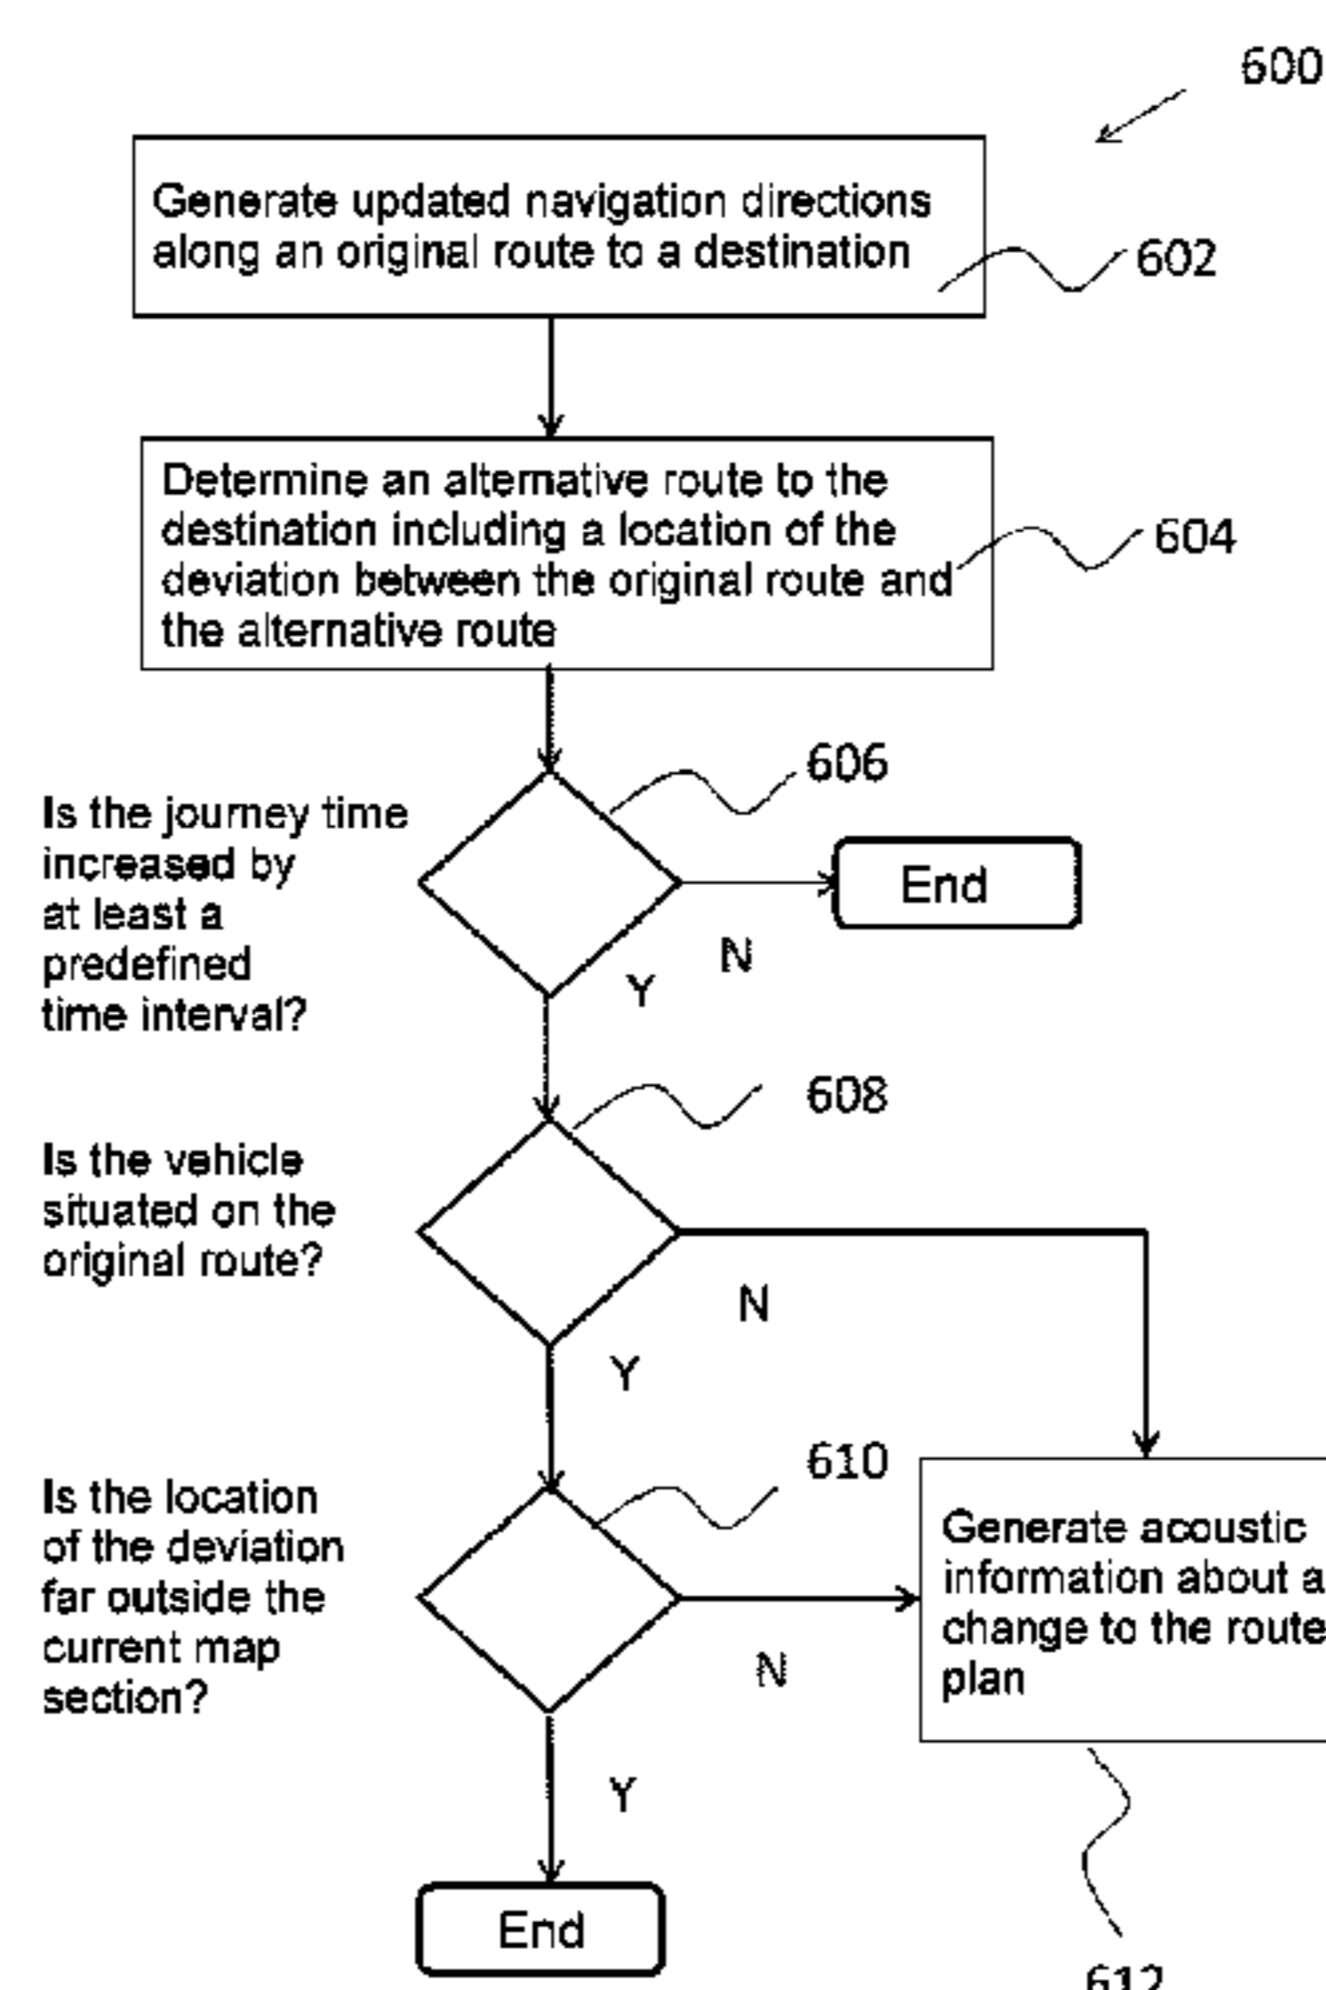 600
Generate updated navigation directions
along an original route to a destination
602
Determine an alternative route to the
destination including a location of the
deviation between the original route and
the alternative route
604
606
Is the journey time
increased by
at least a
predefined
time interval?
End
N
Y
608
Is the vehicle
situated on the
original route?
N
Y
610
Is the location
of the deviation
far outside the
current map
section?
Generate acoustic
information about a
change to the route
plan
N
Y
End
612